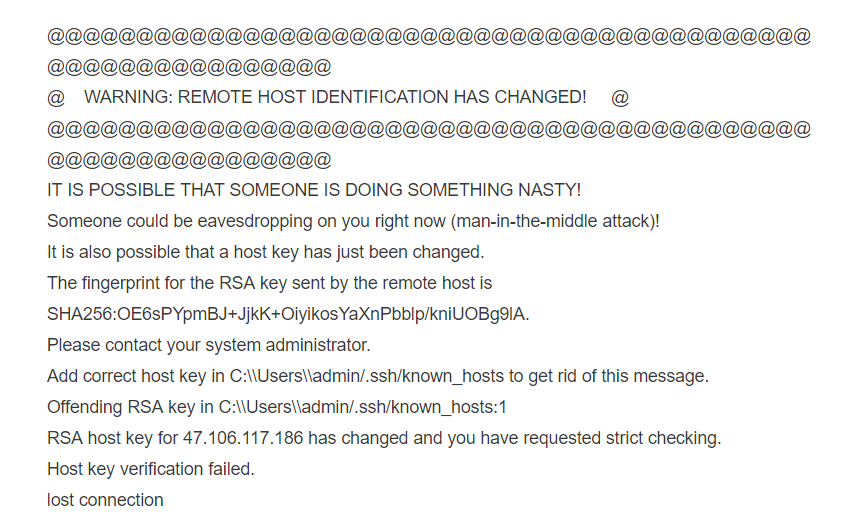 @@@@@@@@@@@@@@@@@@@@@@@@@@@@@@@@@@@@@@@@@@@
@@@@@@@@@@@@@@@@
@    WARNING: REMOTE HOST IDENTIFICATION HAS CHANGED!     @
@@@@@@@@@@@@@@@@@@@@@@@@@@@@@@@@@@@@@@@@@@@
@@@@@@@@@@@@@@@@
IT IS POSSIBLE THAT SOMEONE IS DOING SOMETHING NASTY!
Someone could be eavesdropping on you right now (man-in-the-middle attack)!
It is also possible that a host key has just been changed.
The fingerprint for the RSA key sent by the remote host is
SHA256:OE6sPYpmBJ+JjkK+OiyikosYaXnPbblp/kniUOBg9lA.
Please contact your system administrator.
Add correct host key in C:\\Users\\admin/.ssh/known_hosts to get rid of this message.
Offending RSA key in C:\\Users\\admin/.ssh/known_hosts:1
RSA host key for 47.106.117.186 has changed and you have requested strict checking.
Host key verification failed.
lost connection